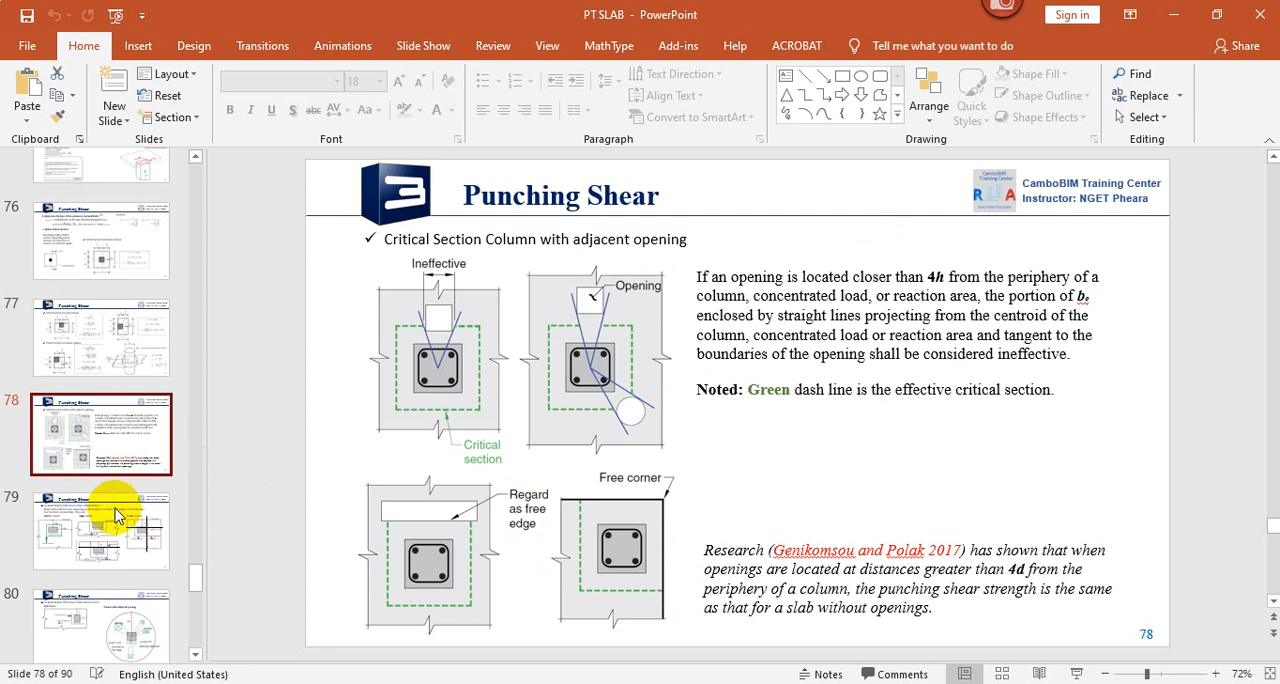 PT SLAB - PowerPoint
Sign in
File Home Insert Design Transitions Animations Slide Show Review View MathType Add-ins Help ACROBAT Tell me what you want to do Share
Paste
Clipboard
New Slide
Layout
Reset
Section
Slides
18
B I U S abc AV Aa A
Font
Text Direction
Align Text
Convert to SmartArt
Paragraph
Arrange
Quick Styles
Shape Fill
Shape Outline
Shape Effects
Drawing
Find
Replace
Select
Editing
76
77
78
79
80
Punching Shear
CamboBIM Training Center
R A
CamboBIM Training Center
Instructor: NGET Pheara
✓ Critical Section Column with adjacent opening
Ineffective
Opening
Critical
section
Regard
as free
edge
Free corner
If an opening is located closer than 4h from the periphery of a
column, concentrated load, or reaction area, the portion of bₒ
enclosed by straight lines projecting from the centroid of the
column, concentrated load or reaction area and tangent to the
boundaries of the opening shall be considered ineffective.
Noted: Green dash line is the effective critical section.
Research (Genikomsou and Polak 2017) has shown that when
openings are located at distances greater than 4d from the
periphery of a column, the punching shear strength is the same
as that for a slab without openings.
78
Slide 78 of 90 English (United States) Notes Comments 72%